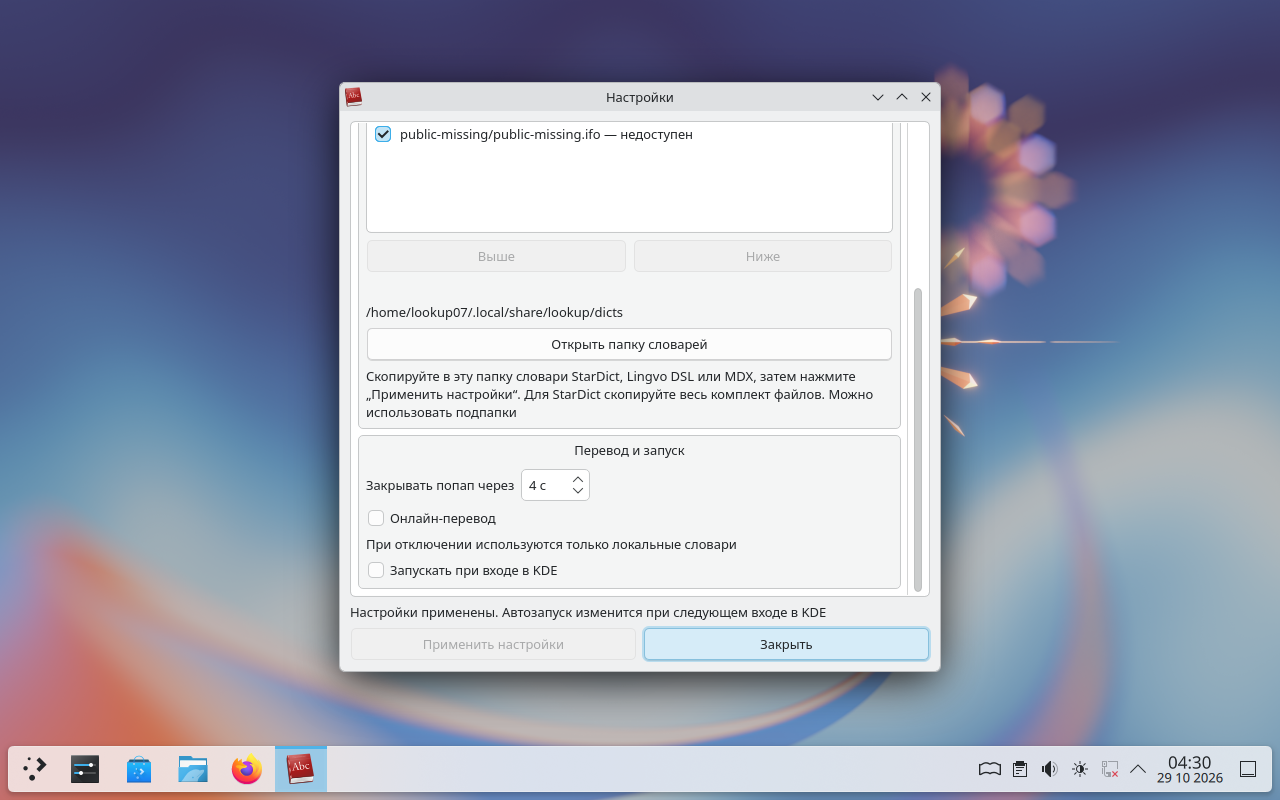 Настройки
public-missing/public-missing.ifo — недоступен
Выше
Ниже
/home/lookup07/.local/share/lookup/dicts
Открыть папку словарей
Скопируйте в эту папку словари StarDict, Lingvo DSL или MDX, затем нажмите
„Применить настройки“. Для StarDict скопируйте весь комплект файлов. Можно
использовать подпапки
Перевод и запуск
Закрывать попап через 4 с
Онлайн-перевод
При отключении используются только локальные словари
Запускать при входе в KDE
Настройки применены. Автозапуск изменится при следующем входе в KDE
Применить настройки
Закрыть
Abc
04:30
29 10 2026